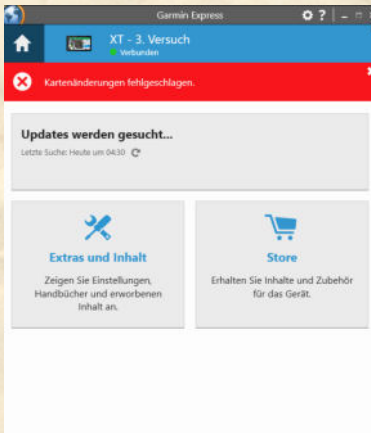 Garmin Express
XT - 3. Versuch
Verbunden
Kartenänderungen fehlgeschlagen.
Updates werden gesucht...
Letzte Suche: Heute um 04:30
Extras und Inhalt
Zeigen Sie Einstellungen,
Handbücher und erworbenen
Inhalt an.
Store
Erhalten Sie Inhalte und Zubehör
für das Gerät.